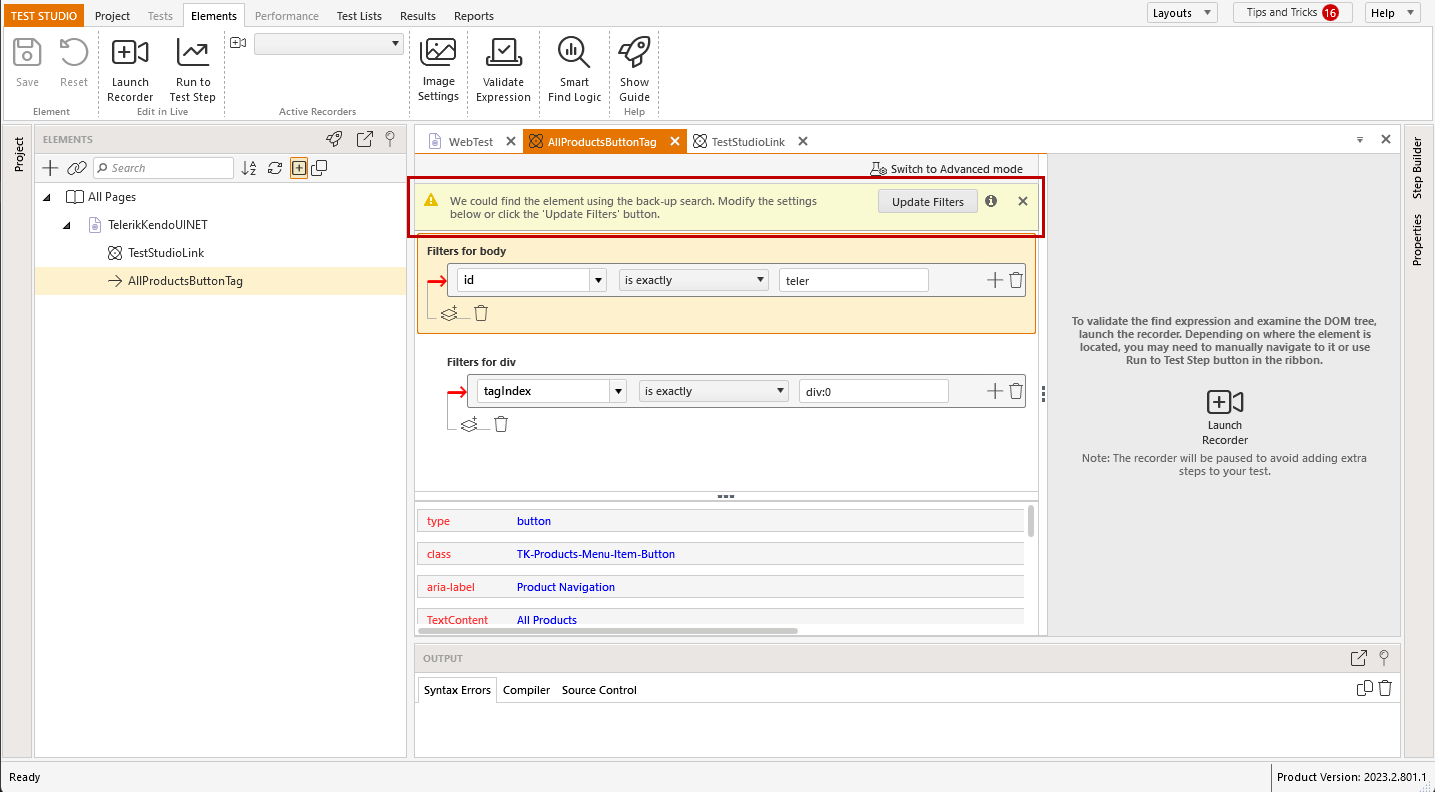 TEST STUDIO
Project
Tests
Elements
Performance
Test Lists
Results
Reports
Layouts
Tips and Tricks 16
Help
Save
Reset
Element
Launch
Recorder
Run to
Test Step
Edit in Live
Active Recorders
Image
Settings
Validate
Expression
Smart
Find Logic
Show
Guide
Help
Project
ELEMENTS
Search
All Pages
TelerikKendoUINET
TestStudioLink
AllProductsButtonTag
WebTest
AllProductsButtonTag
TestStudioLink
Switch to Advanced mode
We could find the element using the back-up search. Modify the settings
below or click the 'Update Filters' button.
Update Filters
Filters for body
id
is exactly
teler
Filters for div
tagIndex
is exactly
div:0
type button
class TK-Products-Menu-Item-Button
aria-label Product Navigation
TextContent All Products
To validate the find expression and examine the DOM tree,
launch the recorder. Depending on where the element is
located, you may need to manually navigate to it or use
Run to Test Step button in the ribbon.
Launch
Recorder
Note: The recorder will be paused to avoid adding extra
steps to your test.
Step Builder
Properties
OUTPUT
Syntax Errors
Compiler
Source Control
Ready
Product Version: 2023.2.801.1